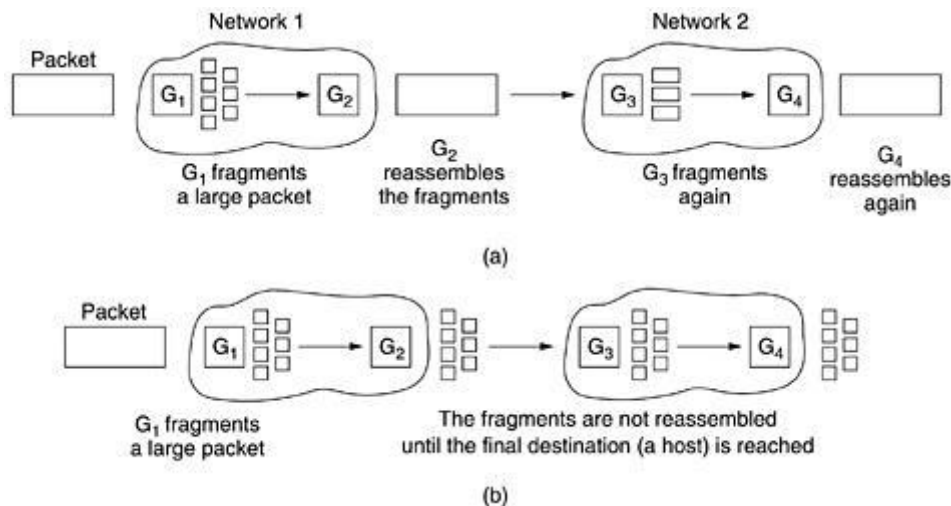 Network 1
Network 2
Packet
G₁
G₂
G₃
G₄
G₁ fragments
a large packet
G₂
reassembles
the fragments
G₃ fragments
again
G₄
reassembles
again
(a)
Packet
G₁
G₂
G₃
G₄
G₁ fragments
a large packet
The fragments are not reassembled
until the final destination (a host) is reached
(b)